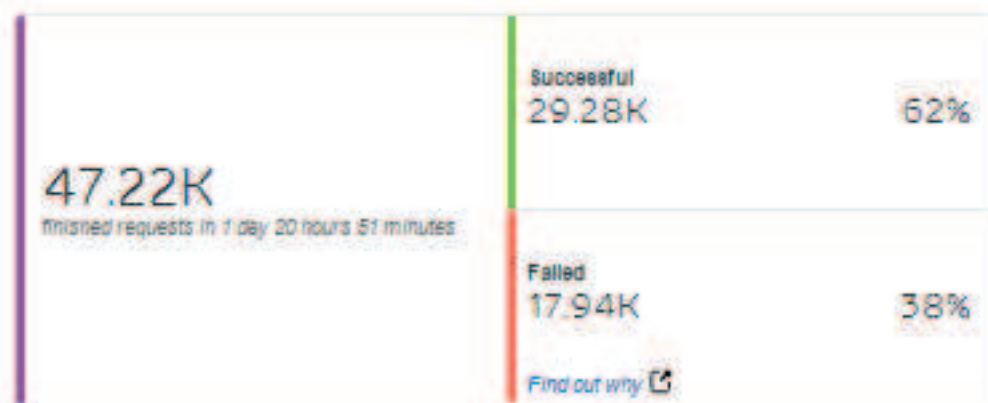 47.22K
finished requests in 1 day 20 hours 51 minutes
Successful
29.28K 62%
Failed
17.94K 38%
Find out why